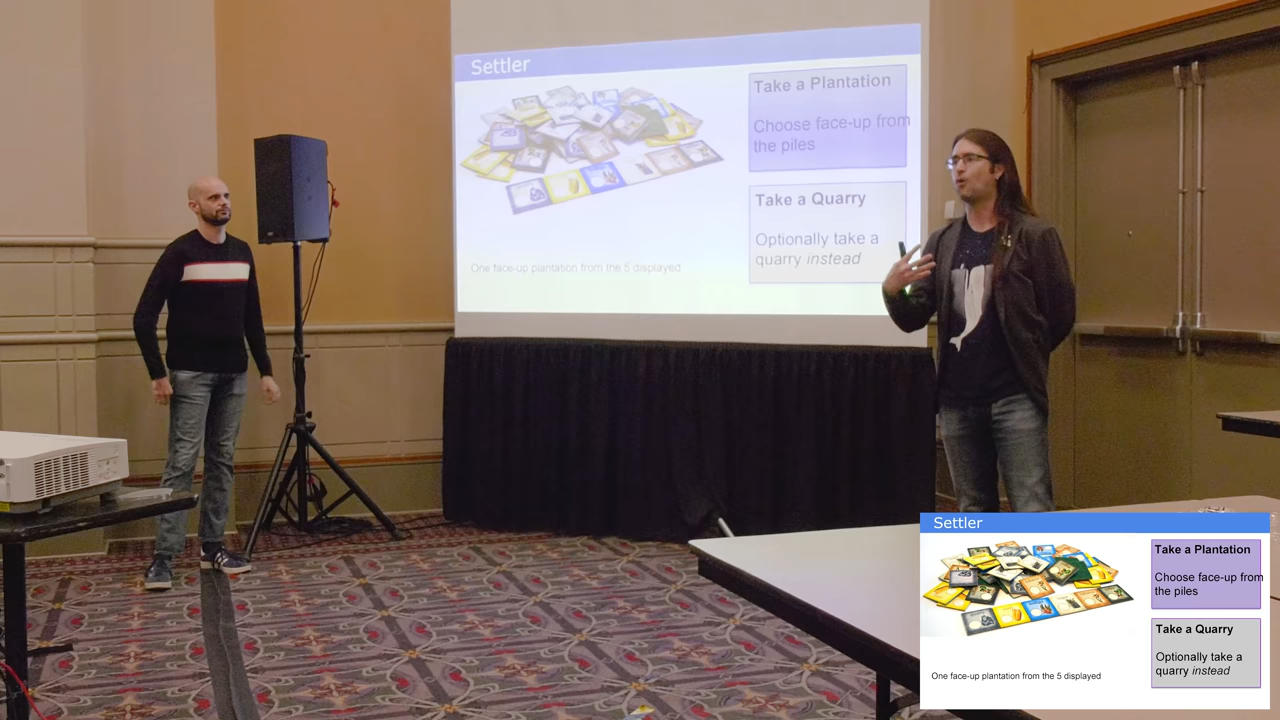 Settler
Take a Plantation
Choose face-up from
the piles
Take a Quarry
Optionally take a
quarry instead
One face-up plantation from the 5 displayed
Settler
Take a Plantation
Choose face-up from
the piles
Take a Quarry
Optionally take a
quarry instead
One face-up plantation from the 5 displayed